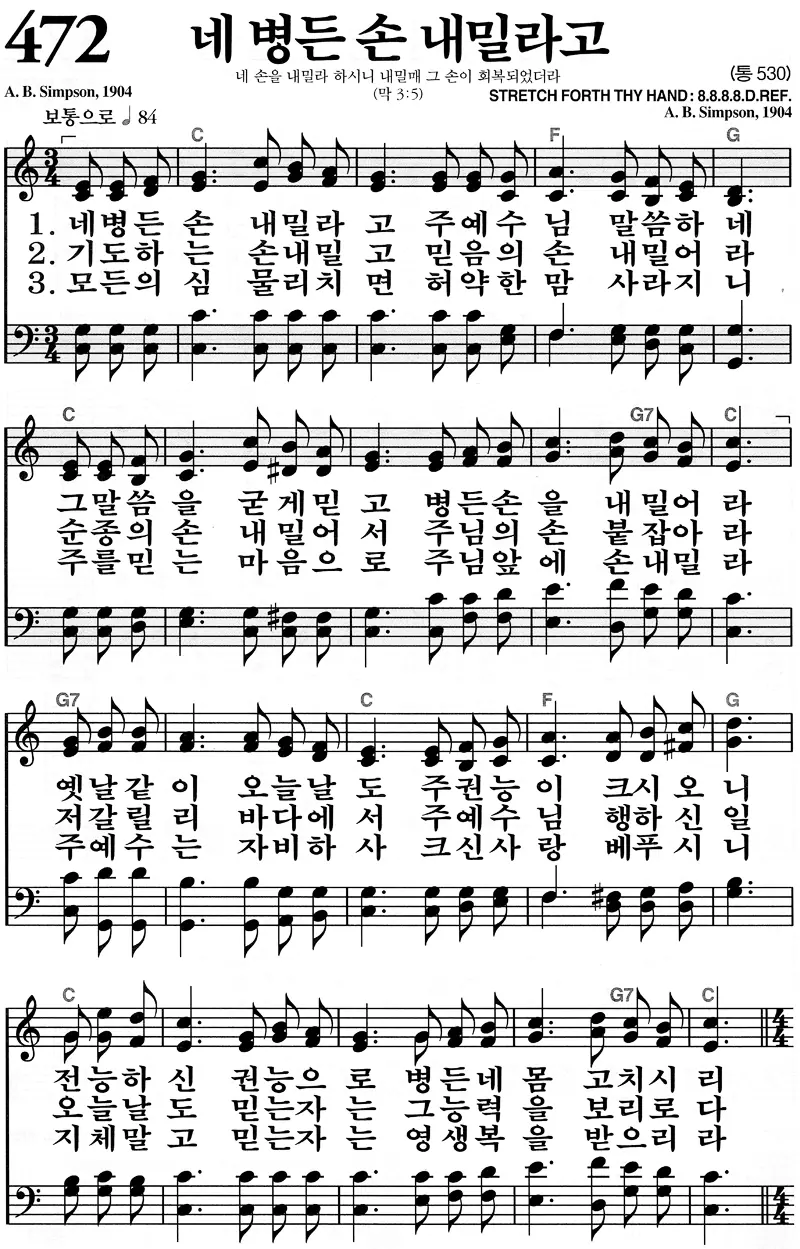 472 네 병든 손 내밀라고
네 손을 내밀라 하시니 내밀매 그 손이 회복되었더라
(통 530)
A. B. Simpson, 1904
(막 3:5)
STRETCH FORTH THY HAND: 8.8.8.8.D.REF.
보통으로 ♩ 84
A. B. Simpson, 1904
C F G
3/4
1. 네병든 손 내밀라 고 주예수 님 말씀하 네
2. 기도하 는 손내밀 고 믿음의 손 내밀어 라
3. 모든의 심 물리치 면 허약한 맘 사라지 니
3/4
C G7 C
그말씀 을 굳게믿 고 병든손 을 내밀어 라
순종의 손 내밀어 서 주님의 손 붙잡아 라
주를믿 는 마음으 로 주님앞 에 손내밀 라
G7 C F G
옛날같 이 오늘날 도 주권능 이 크시오 니
저갈릴 리 바다에 서 주예수 님 행하신 일
주예수 는 자비하 사 크신사 랑 베푸시 니
C G7 C
4/4
전능하 신 권능으 로 병든네 몸 고치시 리
오늘날 도 믿는자 는 그능력 을 보리로 다
지체말 고 믿는자 는 영생복 을 받으리 라
4/4